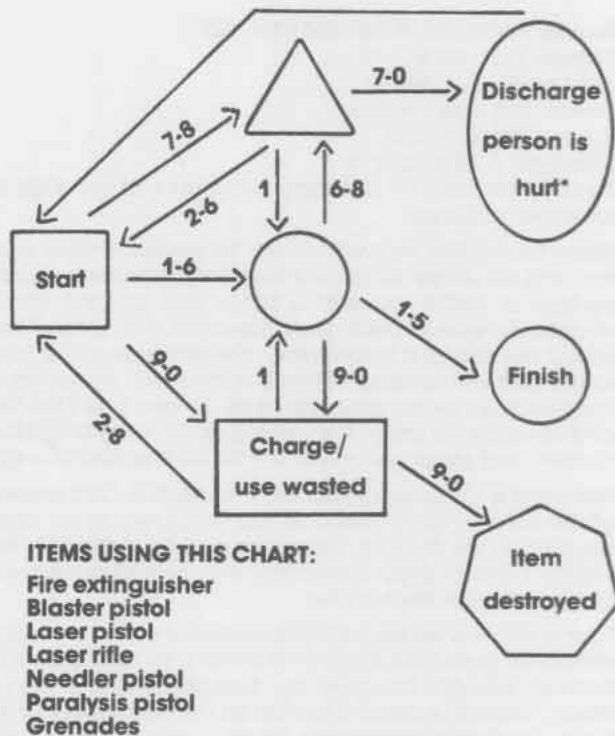 7-0
Discharge
person is
hurt*
7-8
2-6
1
6-8
Start
1-6
1-5
9-0
1
9-0
Finish
2-8
Charge/
use wasted
9-0
Item
destroyed
ITEMS USING THIS CHART:
Fire extinguisher
Blaster pistol
Laser pistol
Laser rifle
Needler pistol
Paralysis pistol
Grenades